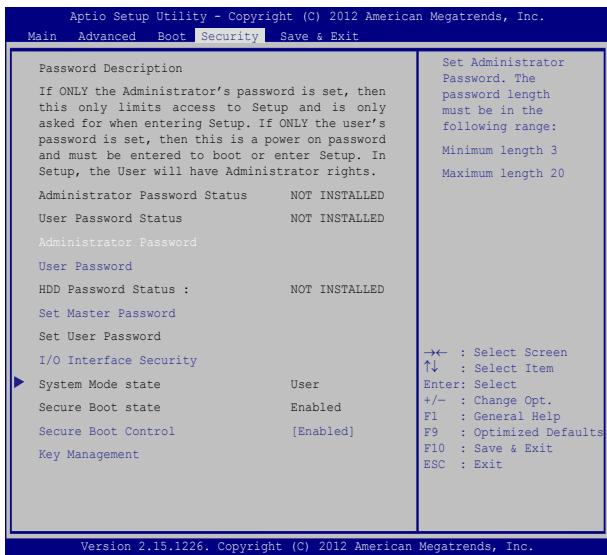 Aptio Setup Utility - Copyright (C) 2012 American Megatrends, Inc.
Main Advanced Boot Security Save & Exit
Password Description
If ONLY the Administrator's password is set, then
this only limits access to Setup and is only
asked for when entering Setup. If ONLY the user's
password is set, then this is a power on password
and must be entered to boot or enter Setup. In
Setup, the User will have Administrator rights.
Administrator Password Status NOT INSTALLED
User Password Status NOT INSTALLED
Administrator Password
User Password
HDD Password Status : NOT INSTALLED
Set Master Password
Set User Password
I/O Interface Security
System Mode state User
Secure Boot state Enabled
Secure Boot Control [Enabled]
Key Management
Set Administrator
Password. The
password length
must be in the
following range:
Minimum length 3
Maximum length 20
→← : Select Screen
↑↓ : Select Item
Enter: Select
+/— : Change Opt.
F1 : General Help
F9 : Optimized Defaults
F10 : Save & Exit
ESC : Exit
Version 2.15.1226. Copyright (C) 2012 American Megatrends, Inc.